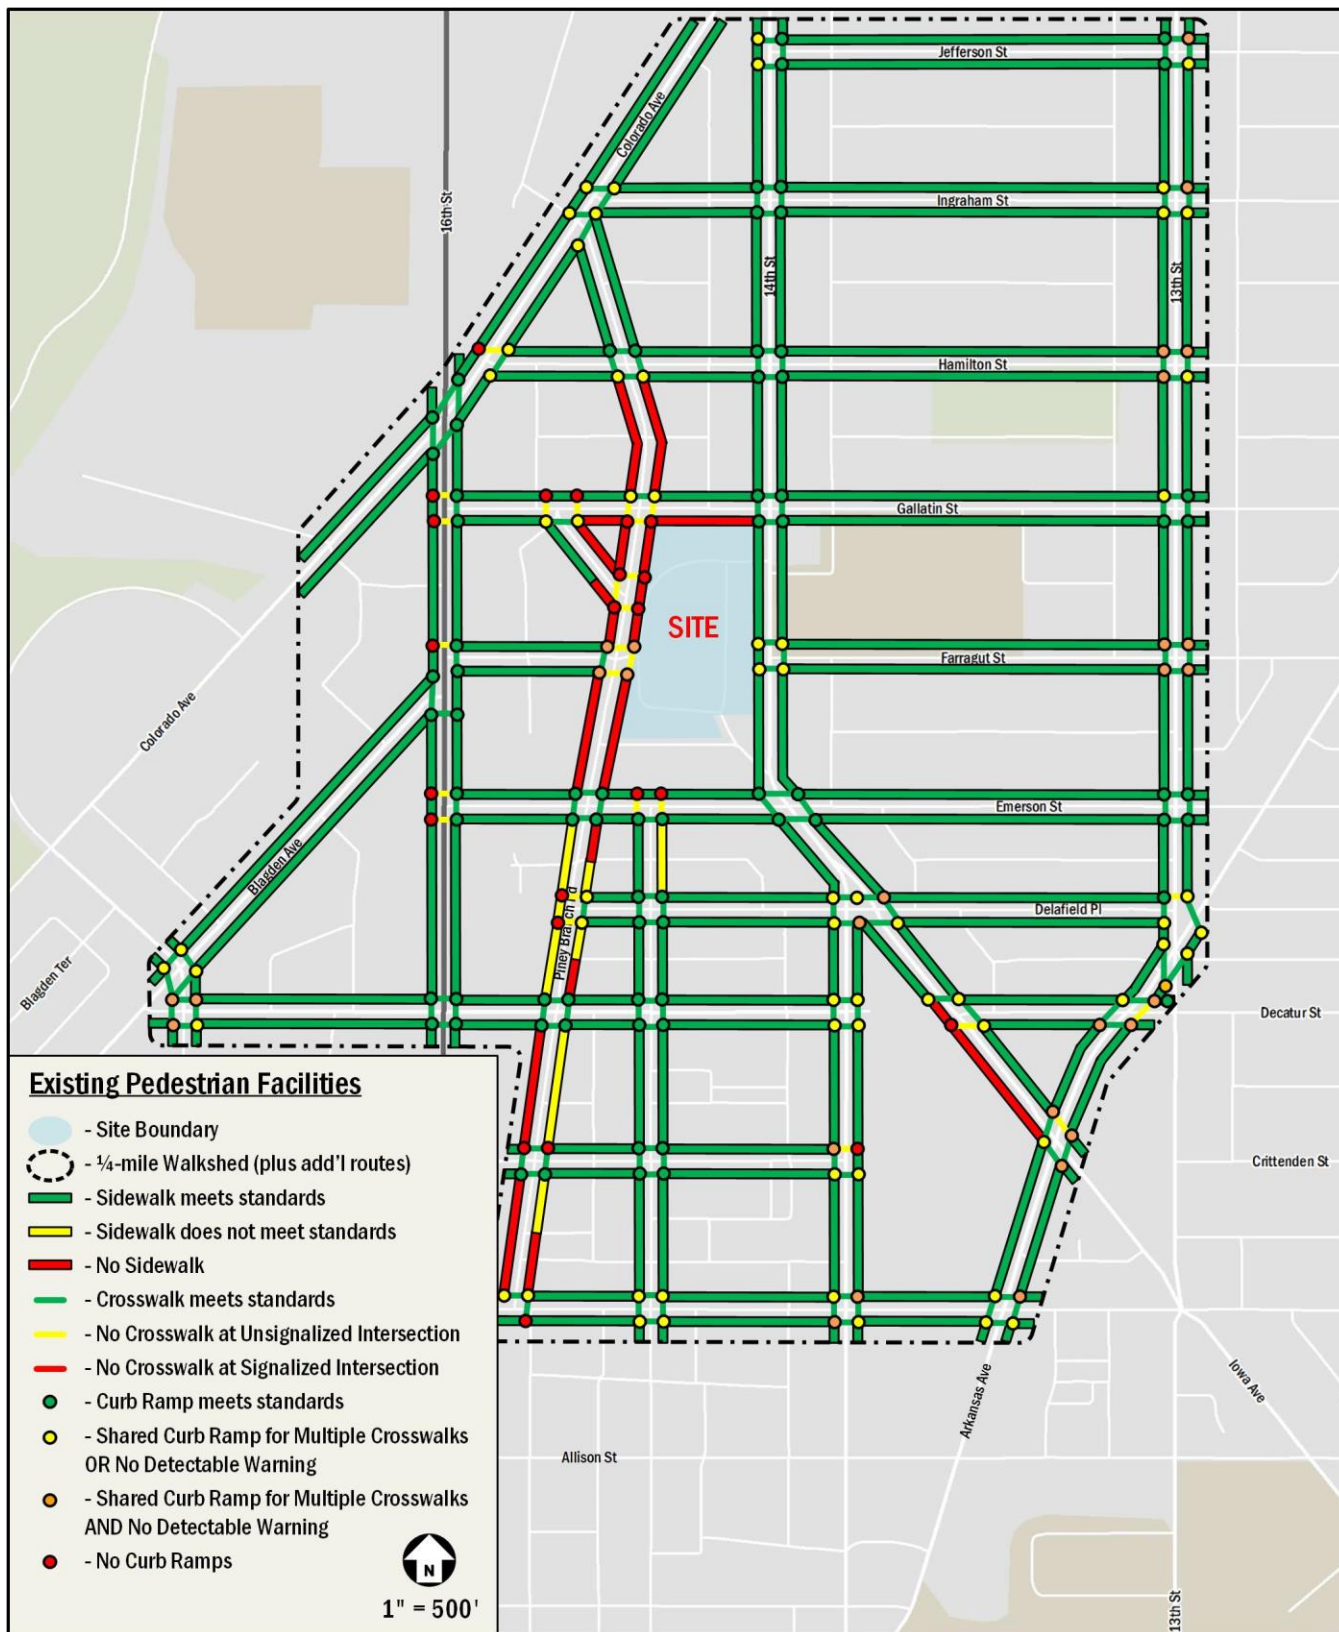 Jefferson St
Colorado Ave
16th St
Ingraham St
14th St
13th St
Hamilton St
Gallatin St
SITE
Farragut St
Colorado Ave
Emerson St
Blagden Ave
Delafield Pl
Piney Branch Rd
Blagden Ter
Decatur St
Crittenden St
Existing Pedestrian Facilities
- Site Boundary
- ¼-mile Walkshed (plus add'l routes)
- Sidewalk meets standards
- Sidewalk does not meet standards
- No Sidewalk
- Crosswalk meets standards
- No Crosswalk at Unsignalized Intersection
- No Crosswalk at Signalized Intersection
- Curb Ramp meets standards
- Shared Curb Ramp for Multiple Crosswalks
OR No Detectable Warning
- Shared Curb Ramp for Multiple Crosswalks
AND No Detectable Warning
- No Curb Ramps
N
1" = 500'
Iowa Ave
Arkansas Ave
Allison St
13th St